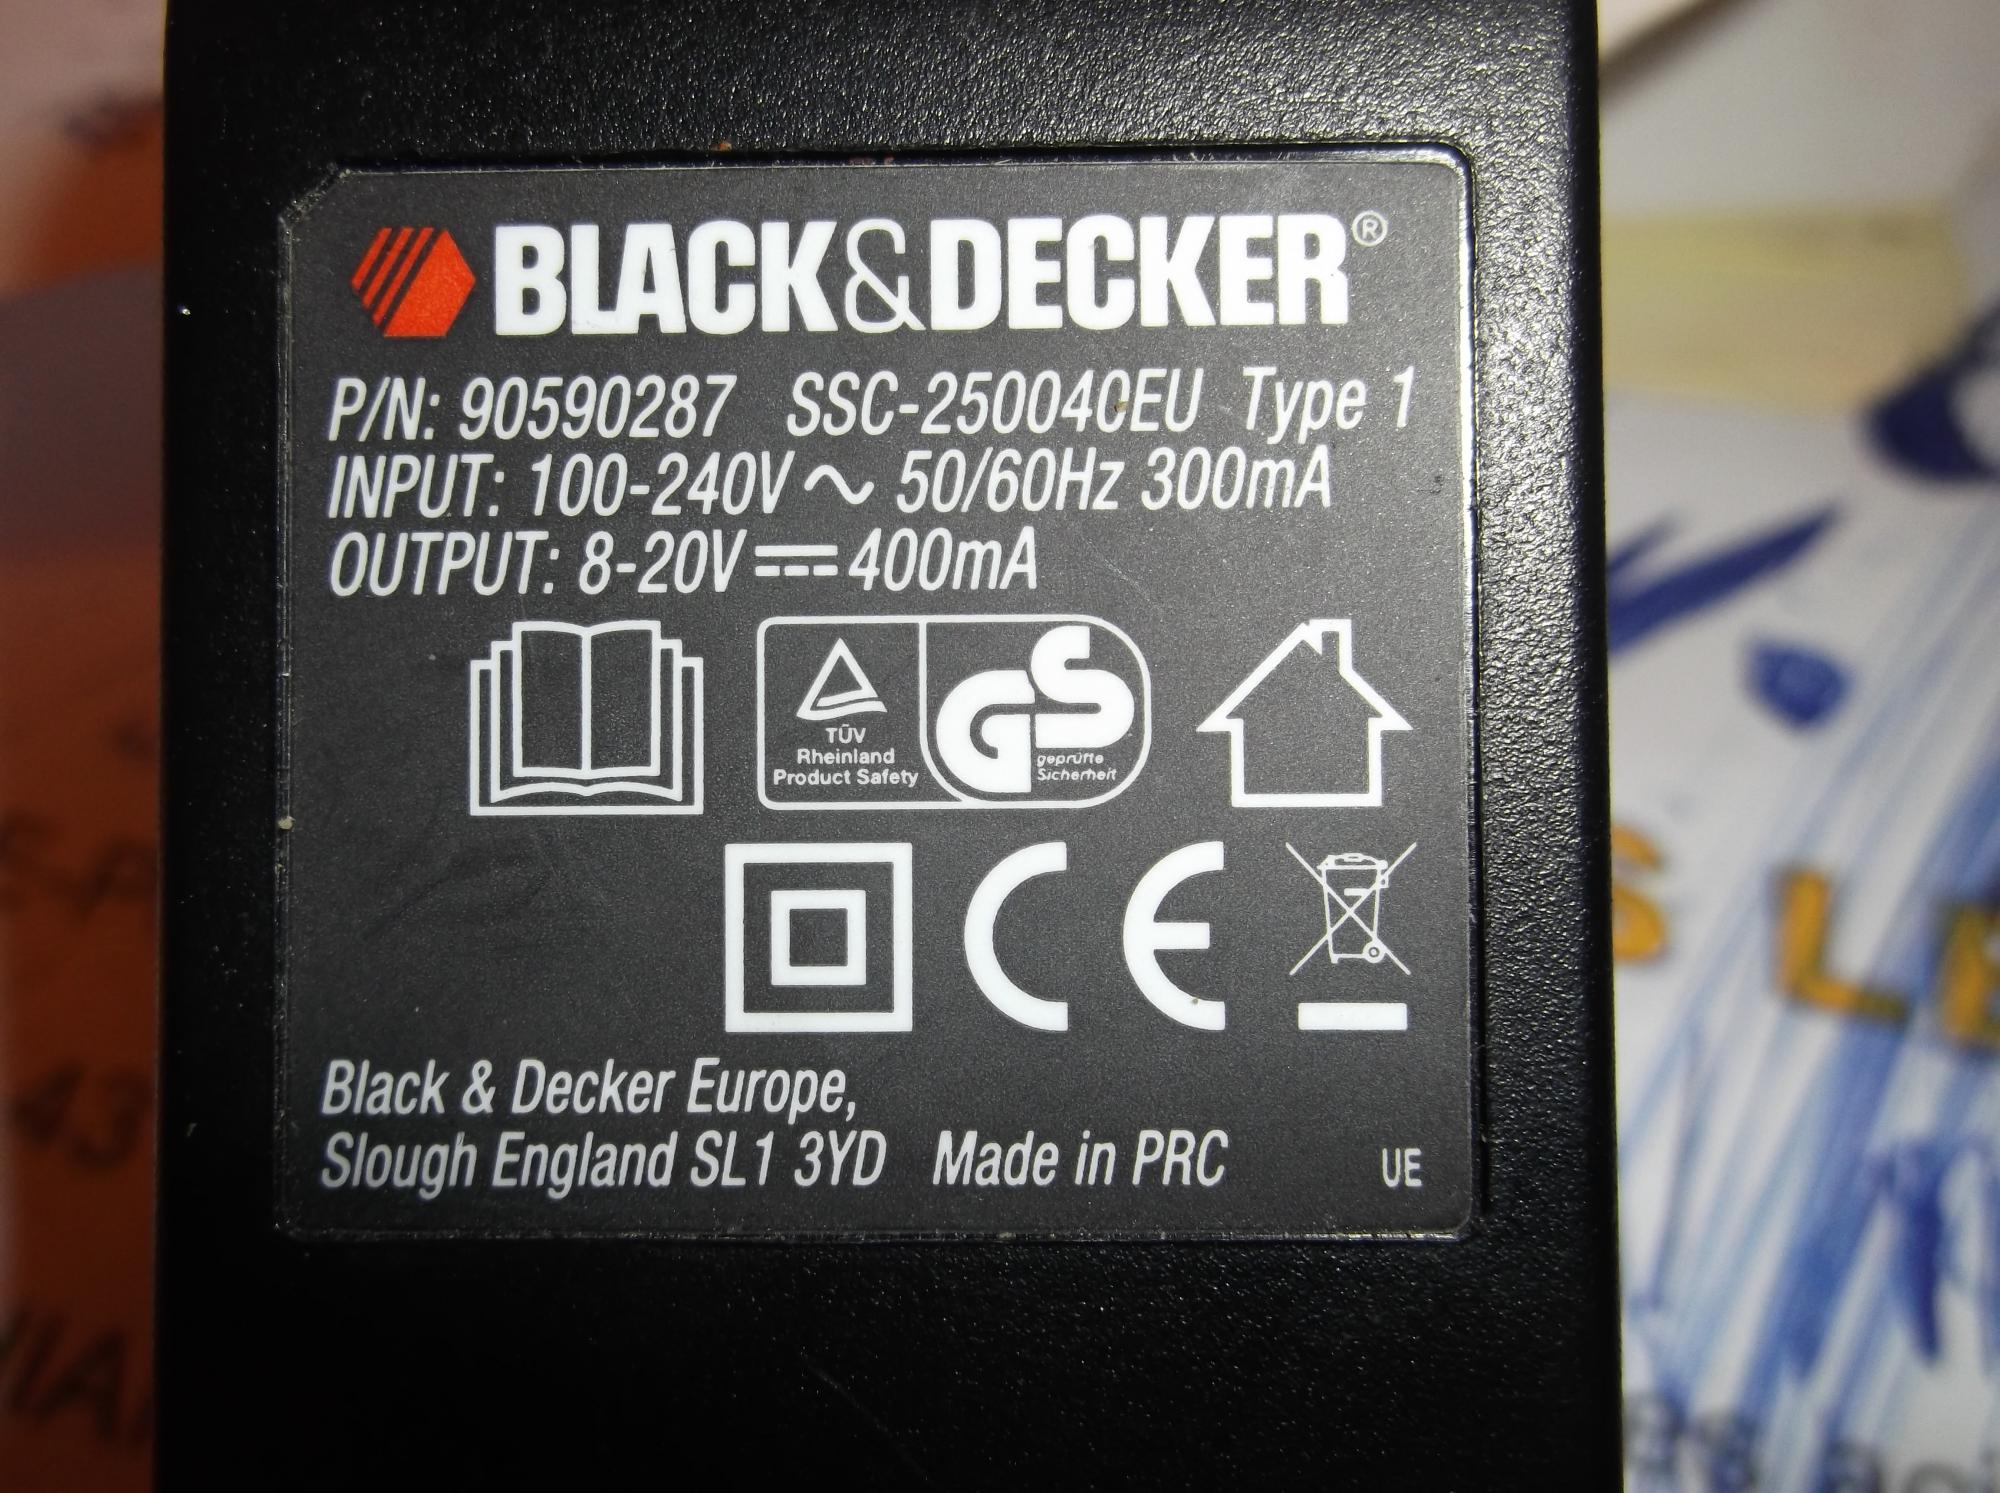 BLACK&DECKER®
P/N: 90590287 SSC-250040EU Type 1
INPUT: 100-240V ~ 50/60Hz 300mA
OUTPUT: 8-20V ⎓ 400mA
TÜV
Rheinland
Product Safety
GS
geprüfte
Sicherheit
CE
Black & Decker Europe,
Slough England SL1 3YD Made in PRC
UE